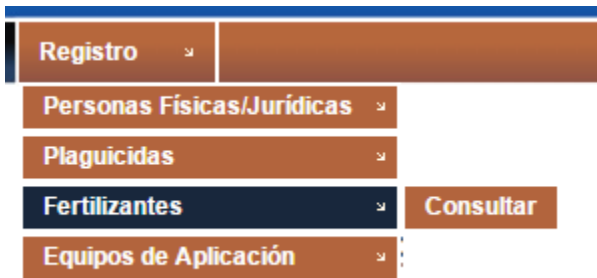 Registro
Personas Físicas/Jurídicas
Plaguicidas
Fertilizantes Consultar
Equipos de Aplicación